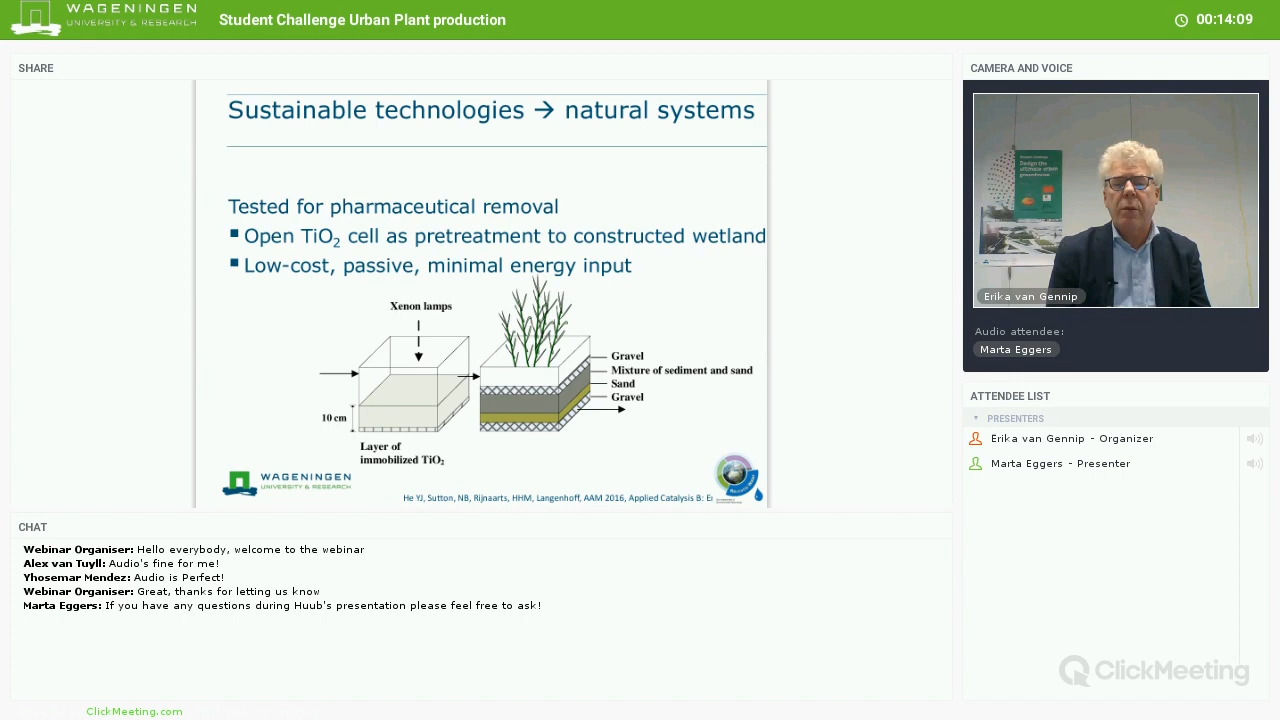 WAGENINGEN
UNIVERSITY & RESEARCH
Student Challenge Urban Plant production
00:14:09
SHARE
Sustainable technologies → natural systems
Tested for pharmaceutical removal
Open TiO₂ cell as pretreatment to constructed wetland
Low-cost, passive, minimal energy input
Xenon lamps
10 cm
Layer of
immobilized TiO₂
Gravel
Mixture of sediment and sand
Sand
Gravel
WAGENINGEN
UNIVERSITY & RESEARCH
He YJ, Sutton, NB, Rijnaarts, HHM, Langenhoff, AAM 2016, Applied Catalysis B: E
CAMERA AND VOICE
Design the
ultimate urban
greenhouse
Erika van Gennip
Audio attendee:
Marta Eggers
ATTENDEE LIST
PRESENTERS
Erika van Gennip - Organizer
Marta Eggers - Presenter
CHAT
Webinar Organiser: Hello everybody, welcome to the webinar
Alex van Tuyll: Audio's fine for me!
Yhosemar Mendez: Audio is Perfect!
Webinar Organiser: Great, thanks for letting us know
Marta Eggers: If you have any questions during Huub's presentation please feel free to ask!
ClickMeeting
ClickMeeting.com